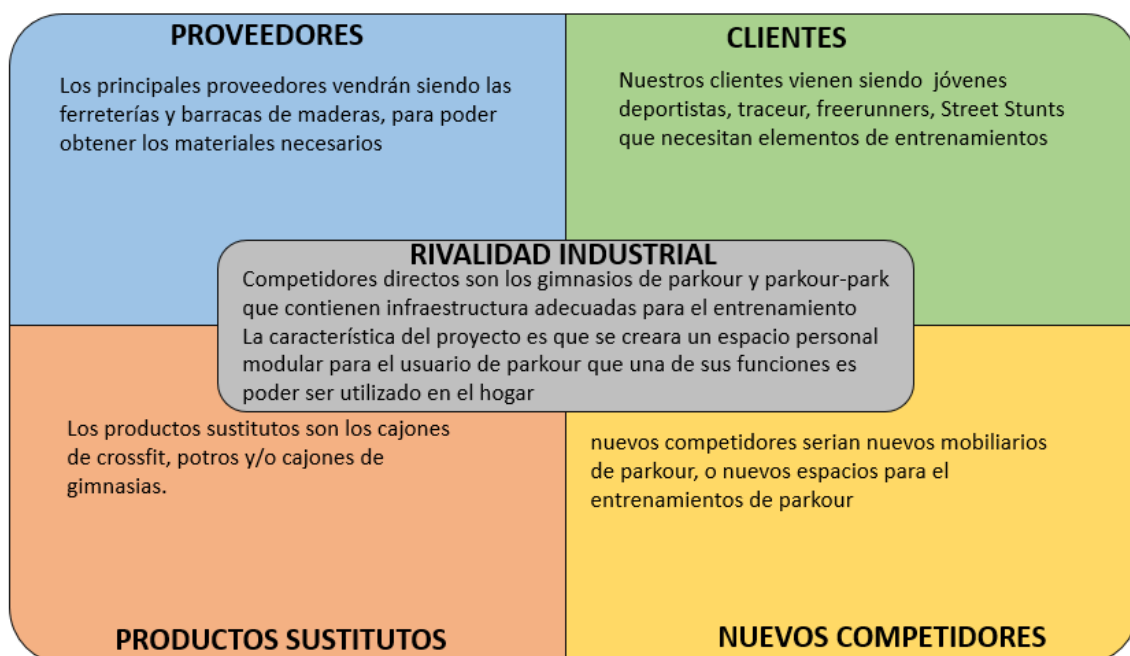 PROVEEDORES
Los principales proveedores vendrán siendo las
ferreterías y barracas de maderas, para poder
obtener los materiales necesarios
CLIENTES
Nuestros clientes vienen siendo jóvenes
deportistas, traceur, freerunners, Street Stunts
que necesitan elementos de entrenamientos
RIVALIDAD INDUSTRIAL
Competidores directos son los gimnasios de parkour y parkour-park
que contienen infraestructura adecuadas para el entrenamiento
La característica del proyecto es que se creara un espacio personal
modular para el usuario de parkour que una de sus funciones es
poder ser utilizado en el hogar
Los productos sustitutos son los cajones
de crossfit, potros y/o cajones de
gimnasias.
PRODUCTOS SUSTITUTOS
nuevos competidores serian nuevos mobiliarios
de parkour, o nuevos espacios para el
entrenamientos de parkour
NUEVOS COMPETIDORES